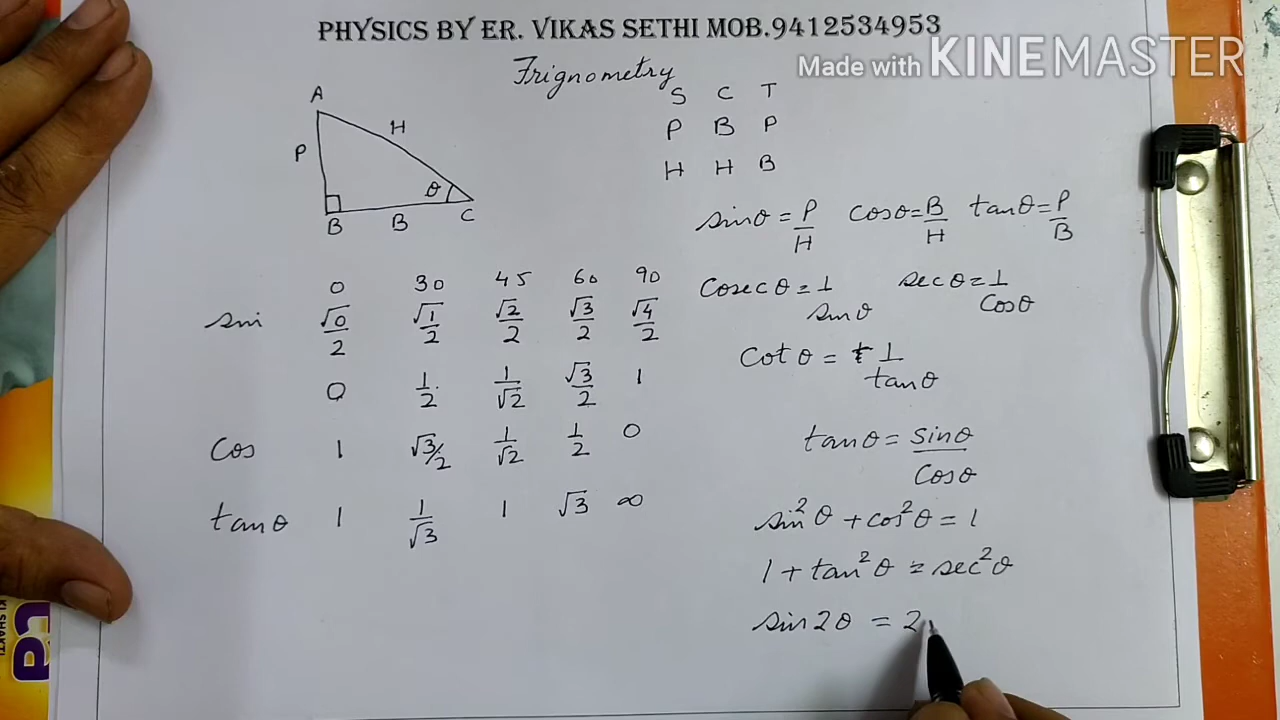 PHYSICS BY ER. VIKAS SETHI MOB.9412534953
Made with KINEMASTER
Trignometry
A
P
H
θ
B
B
C
S C T
P B P
H H B
sinθ = P/H cosθ = B/H tanθ = P/B
cosec θ = 1/sinθ sec θ = 1/cosθ
cot θ = 1/tanθ
tanθ = sinθ/cosθ
sin²θ + cos²θ = 1
1 + tan²θ = sec²θ
sin2θ = 2
0 30 45 60 90
sin √0/2 √1/2 √2/2 √3/2 √4/2
0 1/2 1/√2 √3/2 1
cos 1 √3/2 1/√2 1/2 0
tanθ 1 1/√3 1 √3 ∞